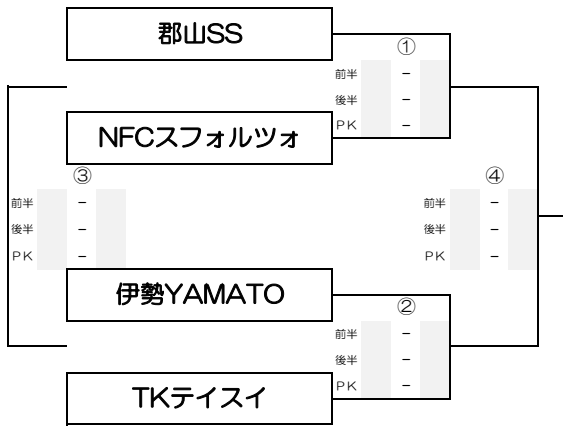 郡山SS
①
前半 -
後半 -
PK -
NFCスフォルツォ
③
前半 -
後半 -
PK -
④
前半 -
後半 -
PK -
伊勢YAMATO
②
前半 -
後半 -
PK -
TKテイスイ